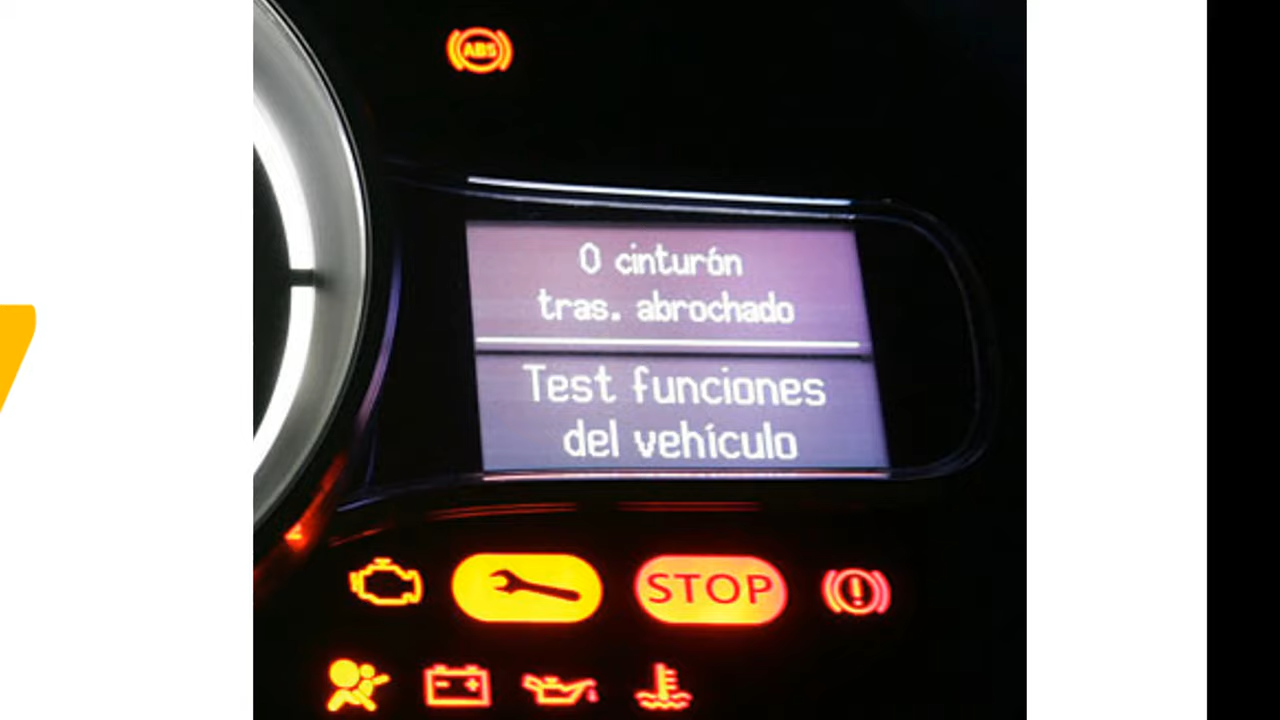 ABS
0 cinturón
tras. abrochado
Test funciones
del vehículo
STOP